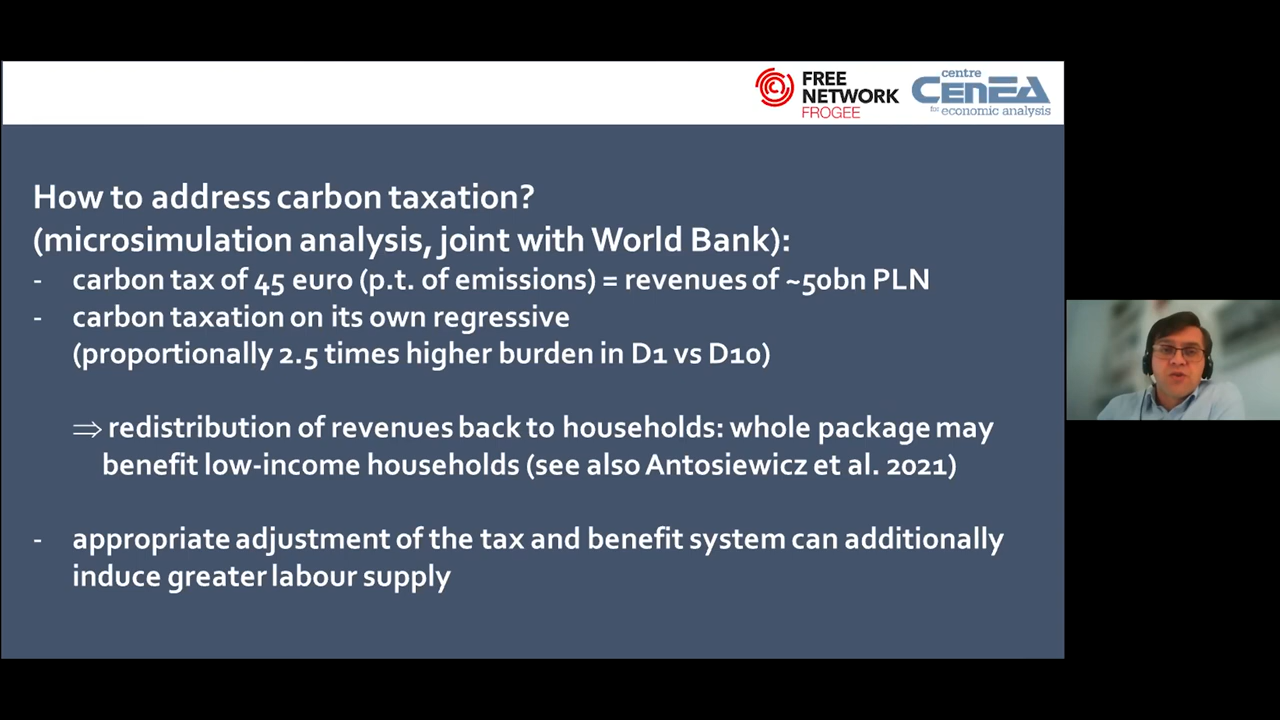 FREE
NETWORK
FROGEE
centre
CENEA
for economic analysis
How to address carbon taxation?
(microsimulation analysis, joint with World Bank):
- carbon tax of 45 euro (p.t. of emissions) = revenues of ~50bn PLN
- carbon taxation on its own regressive
(proportionally 2.5 times higher burden in D1 vs D10)
⇒ redistribution of revenues back to households: whole package may
benefit low-income households (see also Antosiewicz et al. 2021)
- appropriate adjustment of the tax and benefit system can additionally
induce greater labour supply